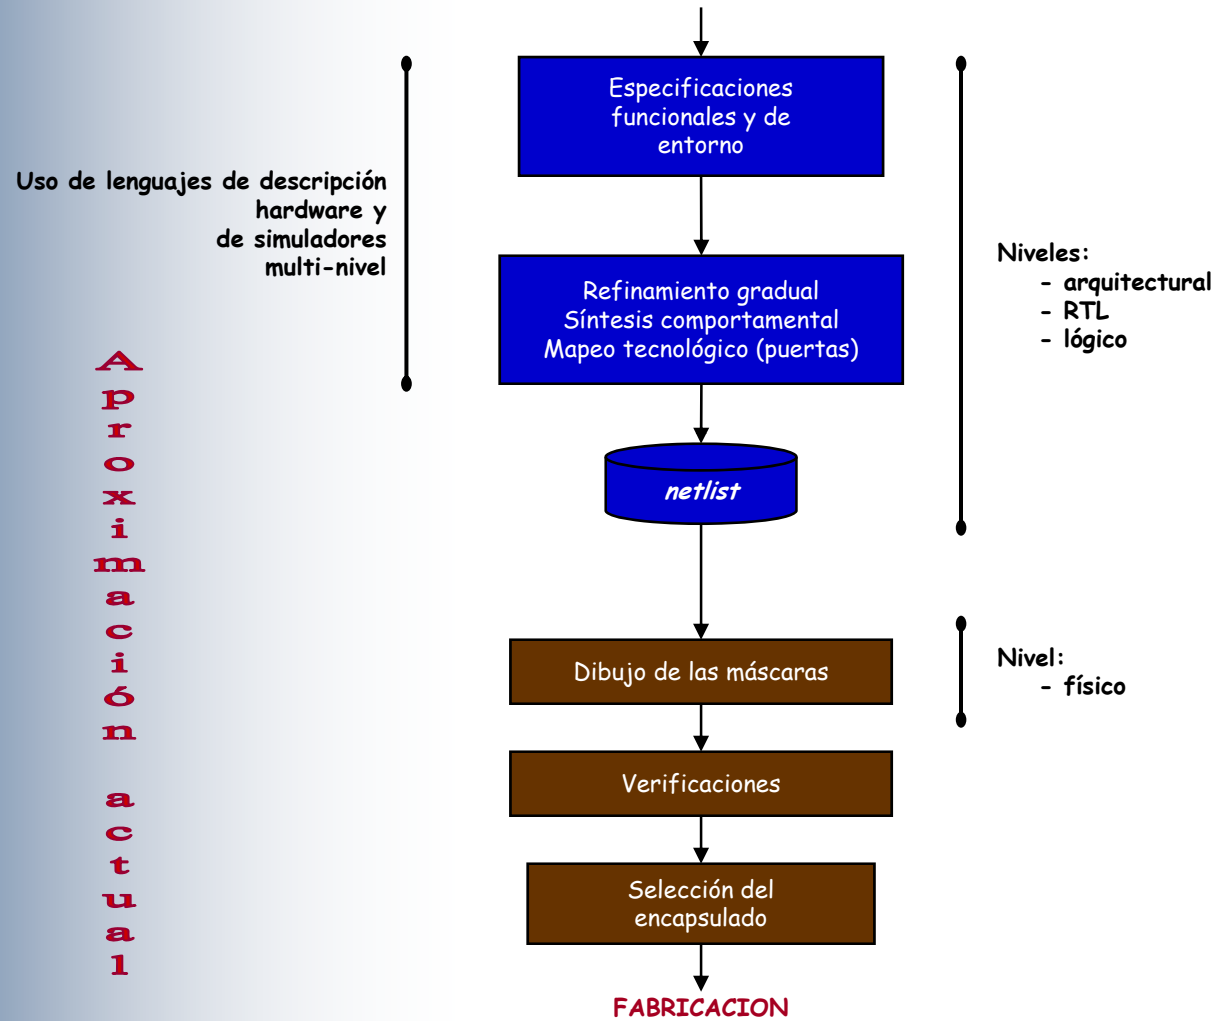 Especificaciones
funcionales y de
entorno
Uso de lenguajes de descripción
hardware y
de simuladores
multi-nivel
Niveles:
- arquitectural
- RTL
- lógico
Refinamiento gradual
Síntesis comportamental
Mapeo tecnológico (puertas)
netlist
Aproximación actual
Dibujo de las máscaras
Nivel:
- físico
Verificaciones
Selección del
encapsulado
FABRICACION